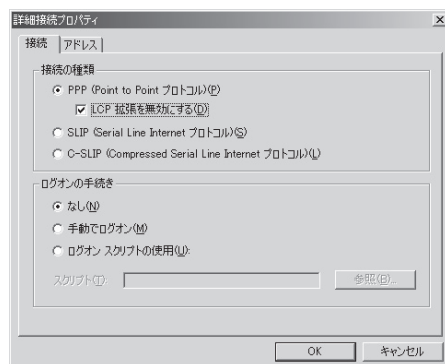 詳細接続プロパティ
接続 アドレス
接続の種類
PPP (Point to Point プロトコル)(P)
LCP 拡張を無効にする(D)
SLIP (Serial Line Internet プロトコル)(S)
C-SLIP (Compressed Serial Line Internet プロトコル)(L)
ログオンの手続き
なし(N)
手動でログオン(M)
ログオン スクリプトの使用(U):
スクリプト(T): 参照(B)...
OK キャンセル